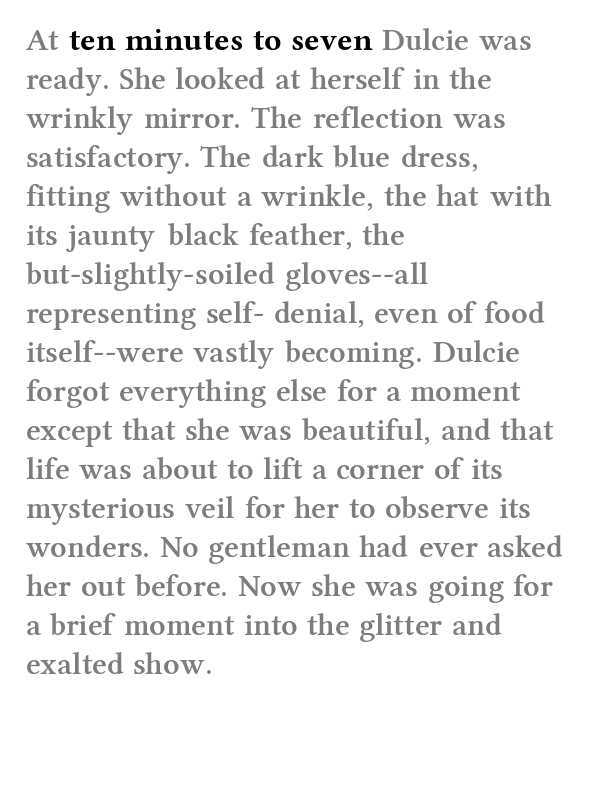 At ten minutes to seven Dulcie was
ready. She looked at herself in the
wrinkly mirror. The reflection was
satisfactory. The dark blue dress,
fitting without a wrinkle, the hat with
its jaunty black feather, the
but-slightly-soiled gloves--all
representing self- denial, even of food
itself--were vastly becoming. Dulcie
forgot everything else for a moment
except that she was beautiful, and that
life was about to lift a corner of its
mysterious veil for her to observe its
wonders. No gentleman had ever asked
her out before. Now she was going for
a brief moment into the glitter and
exalted show.